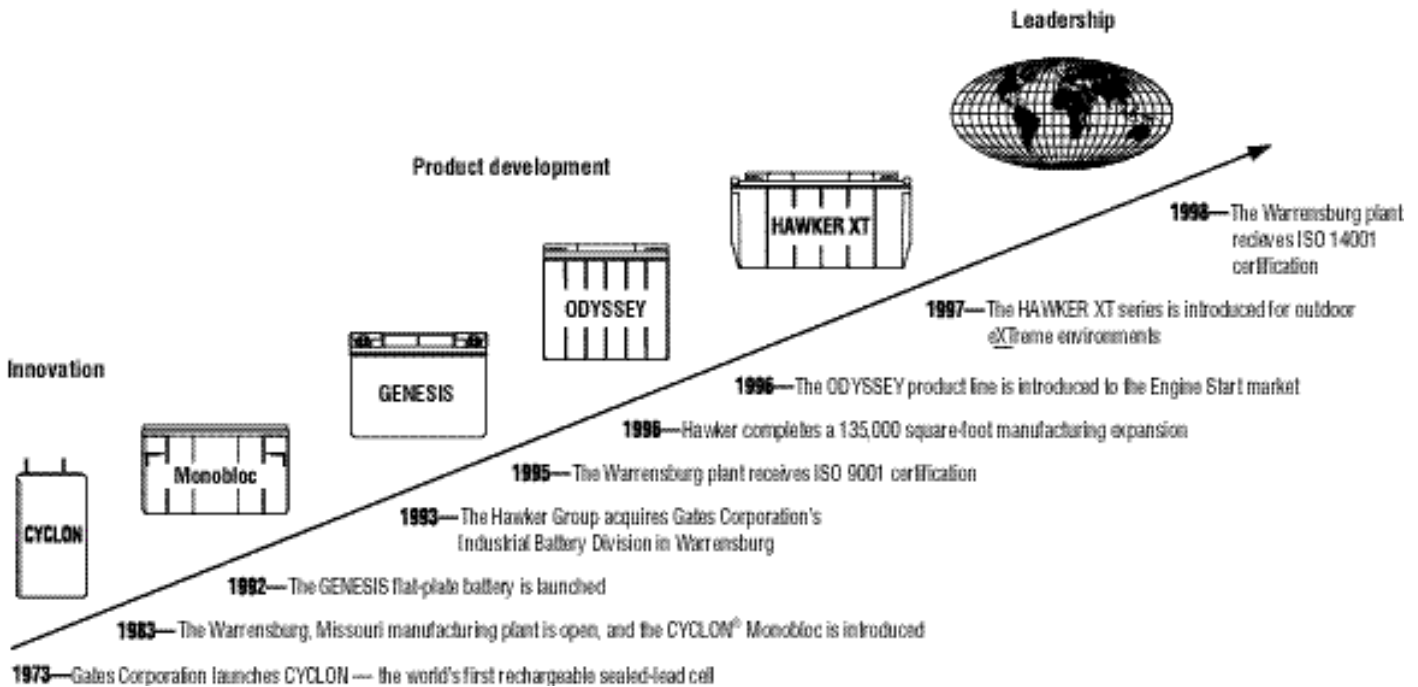 Leadership
Product development
HAWKER XT
1998—The Warrensburg plant
recieves ISO 14001
certification
ODYSSEY
1997—The HAWKER XT series is introduced for outdoor
eXTreme environments
Innovation
GENESIS
1996—The ODYSSEY product line is introduced to the Engine Start market
1996—Hawker completes a 135,000 square-foot manufacturing expansion
Monobloc
1995—The Warrensburg plant receives ISO 9001 certification
CYCLON
1993—The Hawker Group acquires Gates Corporation's
Industrial Battery Division in Warrensburg
1992—The GENESIS flat-plate battery is launched
1983—The Warrensburg, Missouri manufacturing plant is open, and the CYCLON® Monobloc is introduced
1973—Gates Corporation launches CYCLON — the world's first rechargeable sealed-lead cell